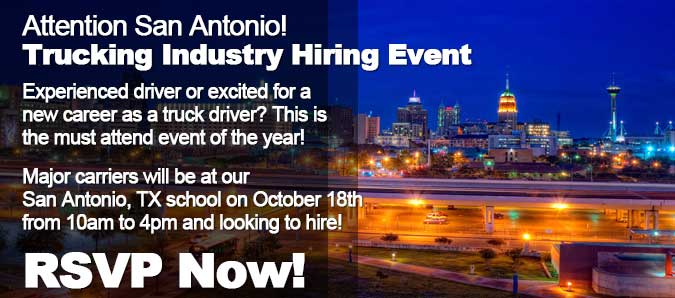 Attention San Antonio!
Trucking Industry Hiring Event
Experienced driver or excited for a
new career as a truck driver? This is
the must attend event of the year!
Major carriers will be at our
San Antonio, TX school on October 18th
from 10am to 4pm and looking to hire!
RSVP Now!